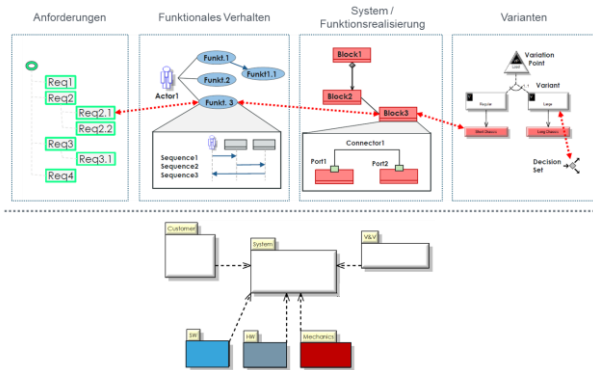 Anforderungen
Funktionales Verhalten
System /
Funktionsrealisierung
Varianten
Req1
Req2
Req2.1
Req2.2
Req3
Req3.1
Req4
Funkt.1
Funkt1.1
Funkt.2
Actor1
Funkt. 3
Sequence1
Sequence2
Sequence3
Block1
Block2
Block3
Connector1
Port1
Port2
Variation
Point
Variant
Decision
Set
Customer
System
V&V
SW
HW
Mechanics